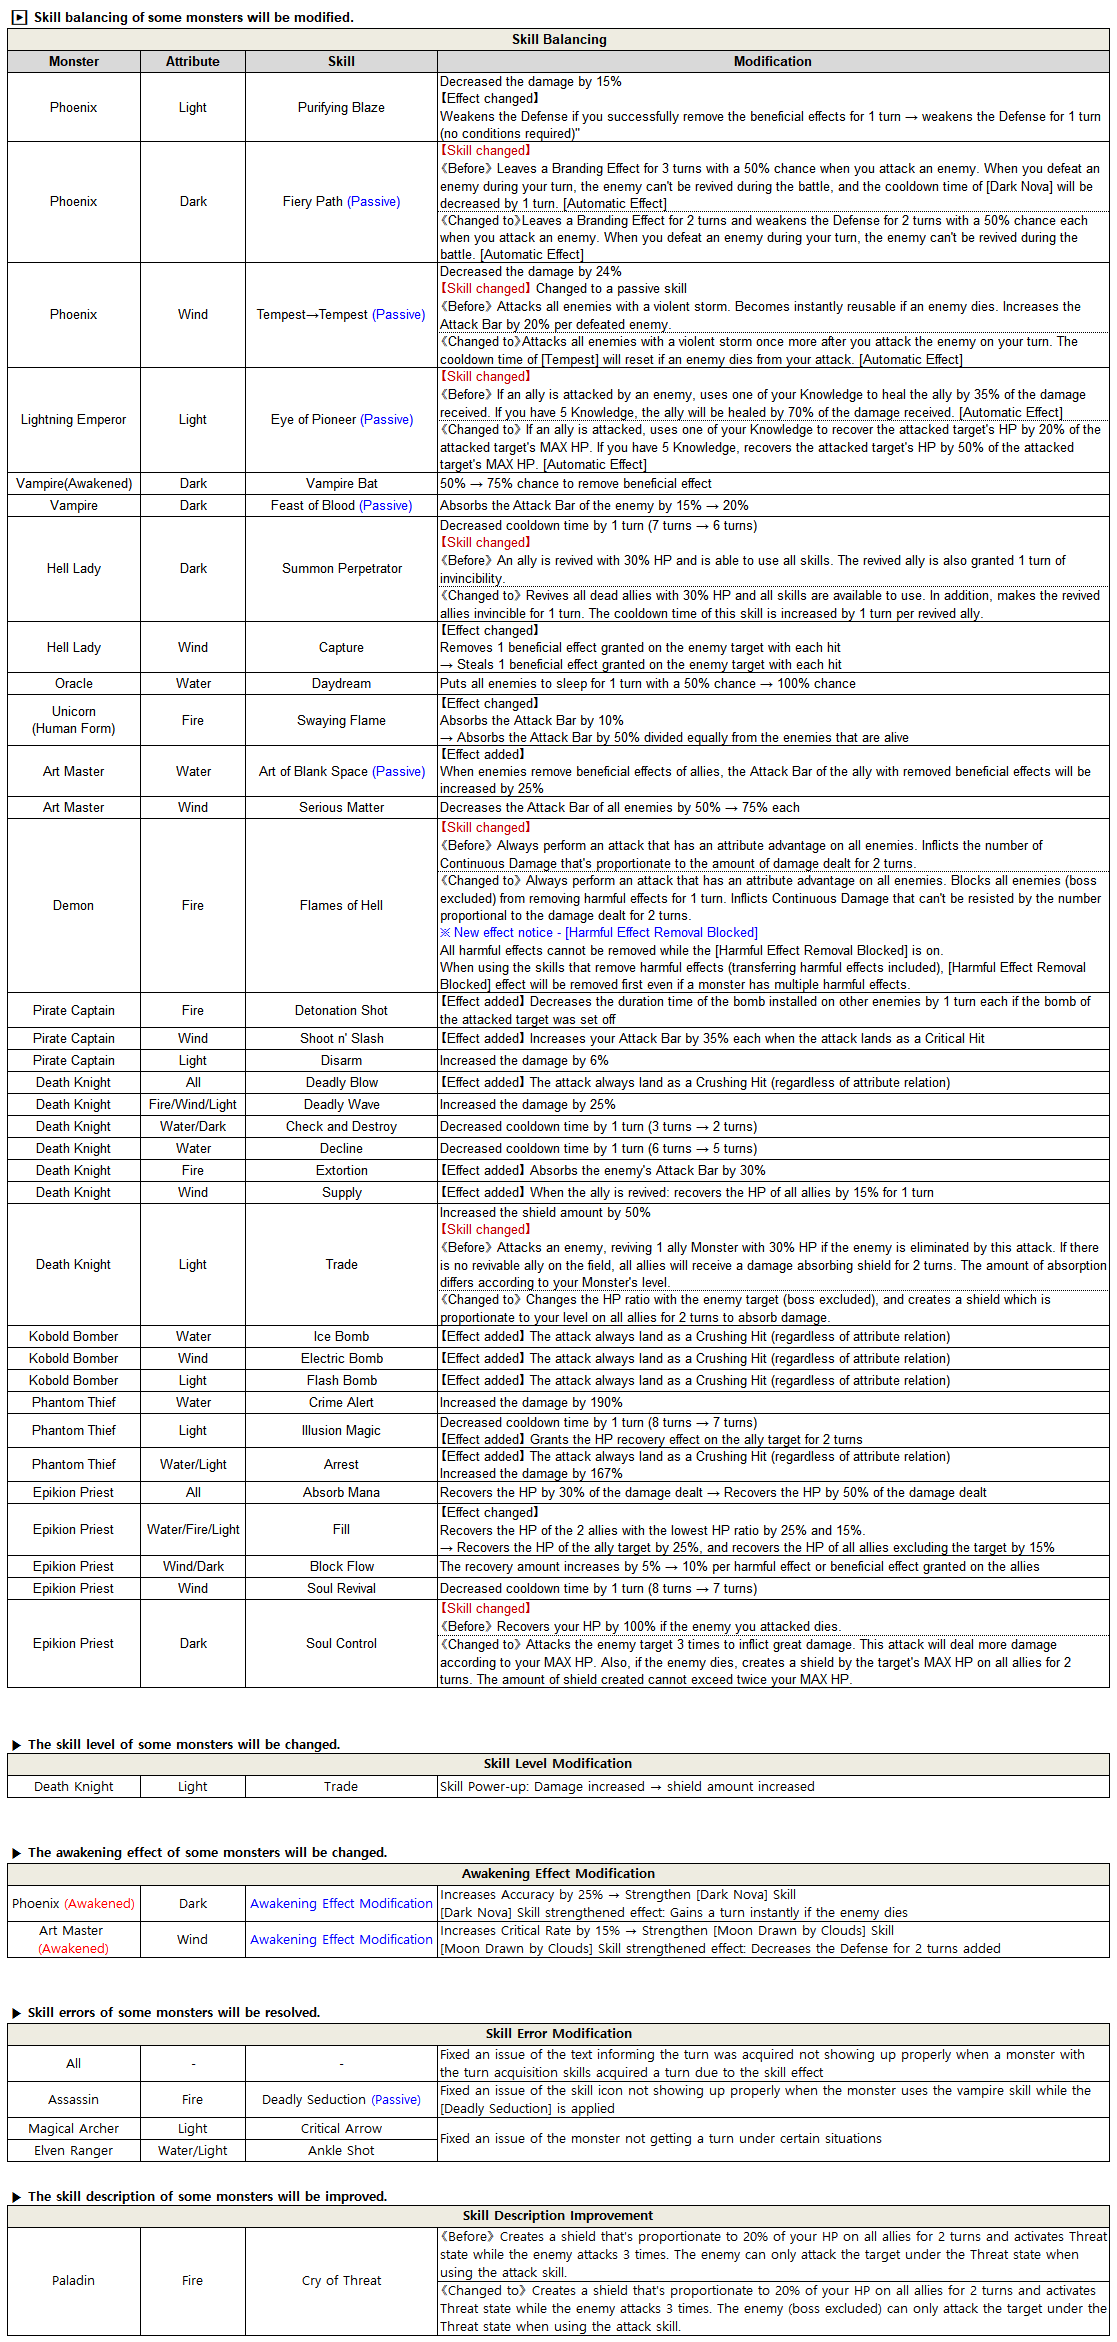 ▶ Skill balancing of some monsters will be modified.
Skill Balancing
Monster Attribute Skill Modification
Phoenix Light Purifying Blaze
Decreased the damage by 15%
【Effect changed】
Weakens the Defense if you successfully remove the beneficial effects for 1 turn → weakens the Defense for 1 turn
(no conditions required)"
Phoenix Dark Fiery Path (Passive)
【Skill changed】
《Before》 Leaves a Branding Effect for 3 turns with a 50% chance when you attack an enemy. When you defeat an
enemy during your turn, the enemy can't be revived during the battle, and the cooldown time of [Dark Nova] will be
decreased by 1 turn. [Automatic Effect]
《Changed to》Leaves a Branding Effect for 2 turns and weakens the Defense for 2 turns with a 50% chance each
when you attack an enemy. When you defeat an enemy during your turn, the enemy can't be revived during the
battle. [Automatic Effect]
Phoenix Wind Tempest→Tempest (Passive)
Decreased the damage by 24%
【Skill changed】 Changed to a passive skill
《Before》 Attacks all enemies with a violent storm. Becomes instantly reusable if an enemy dies. Increases the
Attack Bar by 20% per defeated enemy.
《Changed to》Attacks all enemies with a violent storm once more after you attack the enemy on your turn. The
cooldown time of [Tempest] will reset if an enemy dies from your attack. [Automatic Effect]
Lightning Emperor Light Eye of Pioneer (Passive)
【Skill changed】
《Before》 If an ally is attacked by an enemy, uses one of your Knowledge to heal the ally by 35% of the damage
received. If you have 5 Knowledge, the ally will be healed by 70% of the damage received. [Automatic Effect]
《Changed to》 If an ally is attacked, uses one of your Knowledge to recover the attacked target's HP by 20% of the
attacked target's MAX HP. If you have 5 Knowledge, recovers the attacked target's HP by 50% of the attacked
target's MAX HP. [Automatic Effect]
Vampire(Awakened) Dark Vampire Bat 50% → 75% chance to remove beneficial effect
Vampire Dark Feast of Blood (Passive) Absorbs the Attack Bar of the enemy by 15% → 20%
Hell Lady Dark Summon Perpetrator
Decreased cooldown time by 1 turn (7 turns → 6 turns)
【Skill changed】
《Before》 An ally is revived with 30% HP and is able to use all skills. The revived ally is also granted 1 turn of
invincibility.
《Changed to》 Revives all dead allies with 30% HP and all skills are available to use. In addition, makes the revived
allies invincible for 1 turn. The cooldown time of this skill is increased by 1 turn per revived ally.
Hell Lady Wind Capture
【Effect changed】
Removes 1 beneficial effect granted on the enemy target with each hit
→ Steals 1 beneficial effect granted on the enemy target with each hit
Oracle Water Daydream Puts all enemies to sleep for 1 turn with a 50% chance → 100% chance
Unicorn
(Human Form) Fire Swaying Flame
【Effect changed】
Absorbs the Attack Bar by 10%
→ Absorbs the Attack Bar by 50% divided equally from the enemies that are alive
Art Master Water Art of Blank Space (Passive)
【Effect added】
When enemies remove beneficial effects of allies, the Attack Bar of the ally with removed beneficial effects will be
increased by 25%
Art Master Wind Serious Matter Decreases the Attack Bar of all enemies by 50% → 75% each
Demon Fire Flames of Hell
【Skill changed】
《Before》 Always perform an attack that has an attribute advantage on all enemies. Inflicts the number of
Continuous Damage that's proportionate to the amount of damage dealt for 2 turns.
《Changed to》 Always perform an attack that has an attribute advantage on all enemies. Blocks all enemies (boss
excluded) from removing harmful effects for 1 turn. Inflicts Continuous Damage that can't be resisted by the number
proportional to the damage dealt for 2 turns.
※ New effect notice - [Harmful Effect Removal Blocked]
All harmful effects cannot be removed while the [Harmful Effect Removal Blocked] is on.
When using the skills that remove harmful effects (transferring harmful effects included), [Harmful Effect Removal
Blocked] effect will be removed first even if a monster has multiple harmful effects.
Pirate Captain Fire Detonation Shot
【Effect added】 Decreases the duration time of the bomb installed on other enemies by 1 turn each if the bomb of
the attacked target was set off
Pirate Captain Wind Shoot n' Slash 【Effect added】 Increases your Attack Bar by 35% each when the attack lands as a Critical Hit
Pirate Captain Light Disarm Increased the damage by 6%
Death Knight All Deadly Blow 【Effect added】 The attack always land as a Crushing Hit (regardless of attribute relation)
Death Knight Fire/Wind/Light Deadly Wave Increased the damage by 25%
Death Knight Water/Dark Check and Destroy Decreased cooldown time by 1 turn (3 turns → 2 turns)
Death Knight Water Decline Decreased cooldown time by 1 turn (6 turns → 5 turns)
Death Knight Fire Extortion 【Effect added】 Absorbs the enemy's Attack Bar by 30%
Death Knight Wind Supply 【Effect added】 When the ally is revived: recovers the HP of all allies by 15% for 1 turn
Death Knight Light Trade
Increased the shield amount by 50%
【Skill changed】
《Before》 Attacks an enemy, reviving 1 ally Monster with 30% HP if the enemy is eliminated by this attack. If there
is no revivable ally on the field, all allies will receive a damage absorbing shield for 2 turns. The amount of absorption
differs according to your Monster's level.
《Changed to》 Changes the HP ratio with the enemy target (boss excluded), and creates a shield which is
proportionate to your level on all allies for 2 turns to absorb damage.
Kobold Bomber Water Ice Bomb 【Effect added】 The attack always land as a Crushing Hit (regardless of attribute relation)
Kobold Bomber Wind Electric Bomb 【Effect added】 The attack always land as a Crushing Hit (regardless of attribute relation)
Kobold Bomber Light Flash Bomb 【Effect added】 The attack always land as a Crushing Hit (regardless of attribute relation)
Phantom Thief Water Crime Alert Increased the damage by 190%
Phantom Thief Light Illusion Magic
Decreased cooldown time by 1 turn (8 turns → 7 turns)
【Effect added】 Grants the HP recovery effect on the ally target for 2 turns
Phantom Thief Water/Light Arrest
【Effect added】 The attack always land as a Crushing Hit (regardless of attribute relation)
Increased the damage by 167%
Epikion Priest All Absorb Mana Recovers the HP by 30% of the damage dealt → Recovers the HP by 50% of the damage dealt
Epikion Priest Water/Fire/Light Fill
【Effect changed】
Recovers the HP of the 2 allies with the lowest HP ratio by 25% and 15%.
→ Recovers the HP of the ally target by 25%, and recovers the HP of all allies excluding the target by 15%
Epikion Priest Wind/Dark Block Flow The recovery amount increases by 5% → 10% per harmful effect or beneficial effect granted on the allies
Epikion Priest Wind Soul Revival Decreased cooldown time by 1 turn (8 turns → 7 turns)
Epikion Priest Dark Soul Control
【Skill changed】
《Before》 Recovers your HP by 100% if the enemy you attacked dies.
《Changed to》 Attacks the enemy target 3 times to inflict great damage. This attack will deal more damage
according to your MAX HP. Also, if the enemy dies, creates a shield by the target's MAX HP on all allies for 2
turns. The amount of shield created cannot exceed twice your MAX HP.
▶ The skill level of some monsters will be changed.
Skill Level Modification
Death Knight Light Trade Skill Power-up: Damage increased → shield amount increased
▶ The awakening effect of some monsters will be changed.
Awakening Effect Modification
Phoenix (Awakened) Dark Awakening Effect Modification
Increases Accuracy by 25% → Strengthen [Dark Nova] Skill
[Dark Nova] Skill strengthened effect: Gains a turn instantly if the enemy dies
Art Master
(Awakened) Wind Awakening Effect Modification
Increases Critical Rate by 15% → Strengthen [Moon Drawn by Clouds] Skill
[Moon Drawn by Clouds] Skill strengthened effect: Decreases the Defense for 2 turns added
▶ Skill errors of some monsters will be resolved.
Skill Error Modification
All - -
Fixed an issue of the text informing the turn was acquired not showing up properly when a monster with
the turn acquisition skills acquired a turn due to the skill effect
Assassin Fire Deadly Seduction (Passive)
Fixed an issue of the skill icon not showing up properly when the monster uses the vampire skill while the
[Deadly Seduction] is applied
Magical Archer Light Critical Arrow
Elven Ranger Water/Light Ankle Shot
Fixed an issue of the monster not getting a turn under certain situations
▶ The skill description of some monsters will be improved.
Skill Description Improvement
Paladin Fire Cry of Threat
《Before》 Creates a shield that's proportionate to 20% of your HP on all allies for 2 turns and activates Threat
state while the enemy attacks 3 times. The enemy can only attack the target under the Threat state when
using the attack skill.
《Changed to》 Creates a shield that's proportionate to 20% of your HP on all allies for 2 turns and activates
Threat state while the enemy attacks 3 times. The enemy (boss excluded) can only attack the target under the
Threat state when using the attack skill.